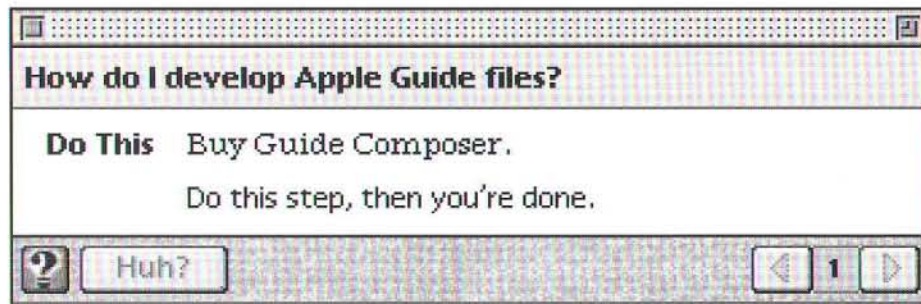 How do I develop Apple Guide files?
Do This Buy Guide Composer.
Do this step, then you're done.
? Huh? 1